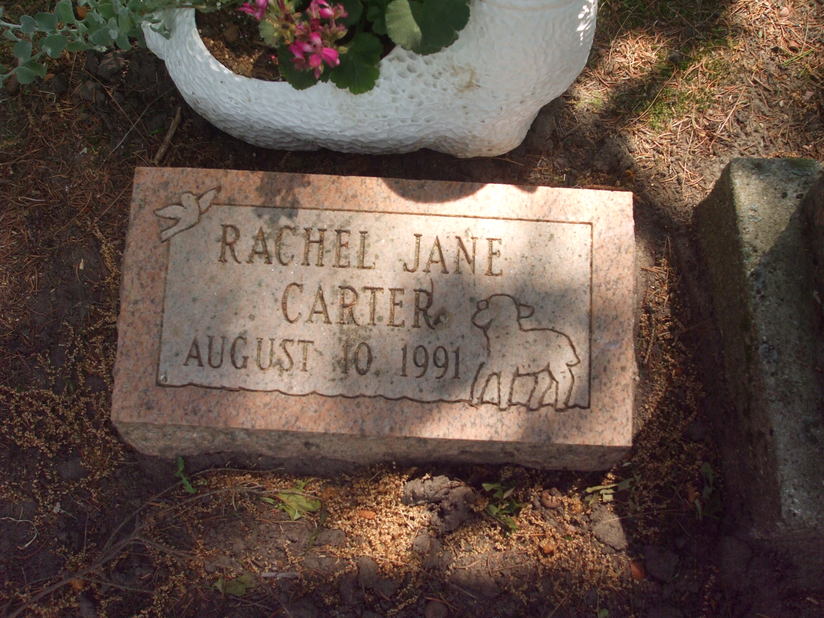 RACHEL JANE
CARTER
AUGUST 10, 1991